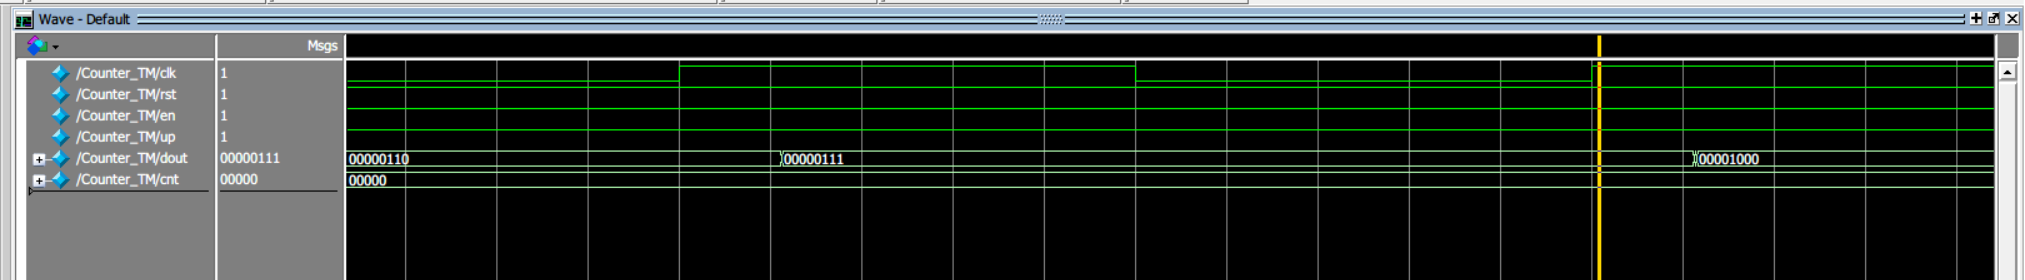 Wave - Default
Msgs
/Counter_TM/clk 1
/Counter_TM/rst 1
/Counter_TM/en 1
/Counter_TM/up 1
/Counter_TM/dout 00000111 00000110 00000111 00001000
/Counter_TM/cnt 00000 00000